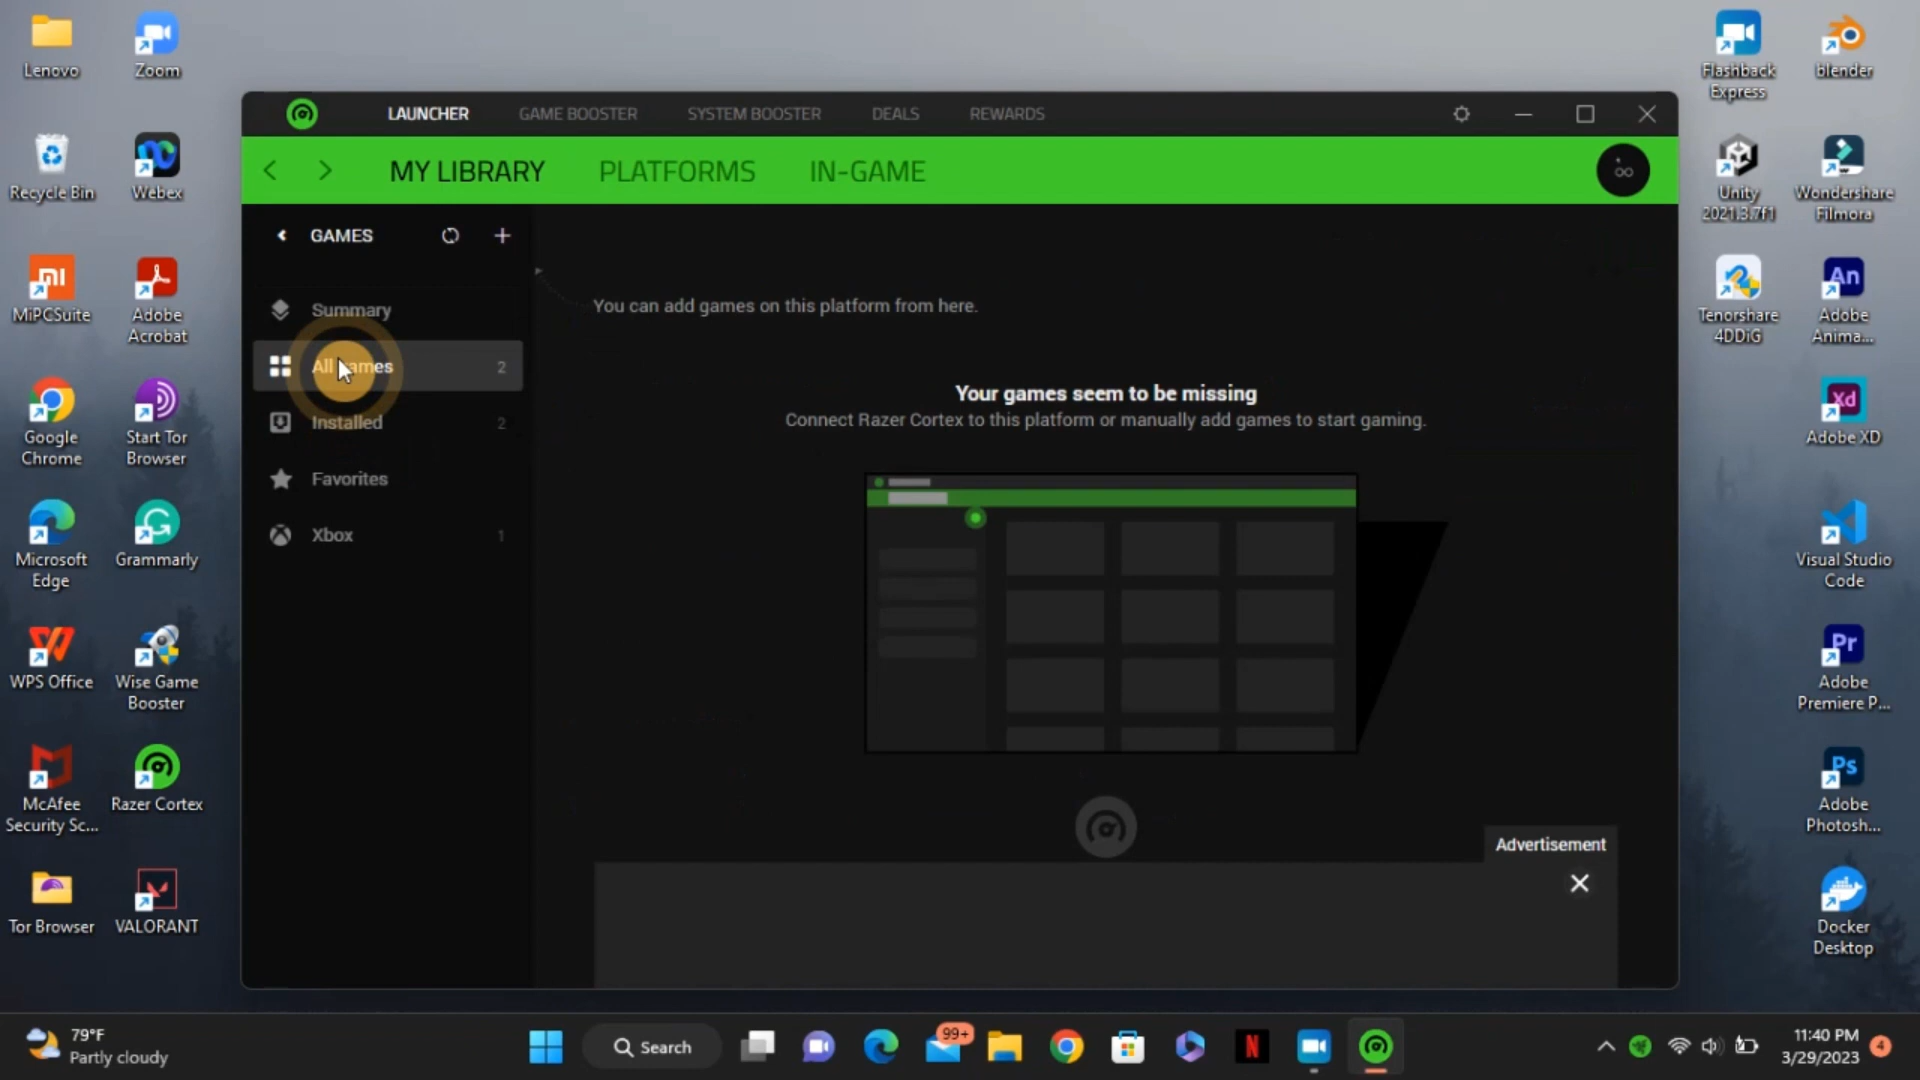 Lenovo
Zoom
Recycle Bin
Webex
MiPCSuite
Adobe
Acrobat
Google
Chrome
Start Tor
Browser
Microsoft
Edge
Grammarly
WPS Office
Wise Game
Booster
McAfee
Security Sc...
Razer Cortex
Tor Browser
VALORANT
LAUNCHER
GAME BOOSTER
SYSTEM BOOSTER
DEALS
REWARDS
MY LIBRARY
PLATFORMS
IN-GAME
GAMES
Summary
All games 2
Installed 2
Favorites
Xbox 1
You can add games on this platform from here.
Your games seem to be missing
Connect Razer Cortex to this platform or manually add games to start gaming.
Advertisement
Flashback
Express
blender
Unity
2021.3.7f1
Wondershare
Filmora
Tenorshare
4DDiG
An
Adobe
Anima...
Xd
Adobe XD
Visual Studio
Code
Pr
Adobe
Premiere P...
Ps
Adobe
Photosh...
Docker
Desktop
79°F
Partly cloudy
Search
99+
11:40 PM
3/29/2023
4